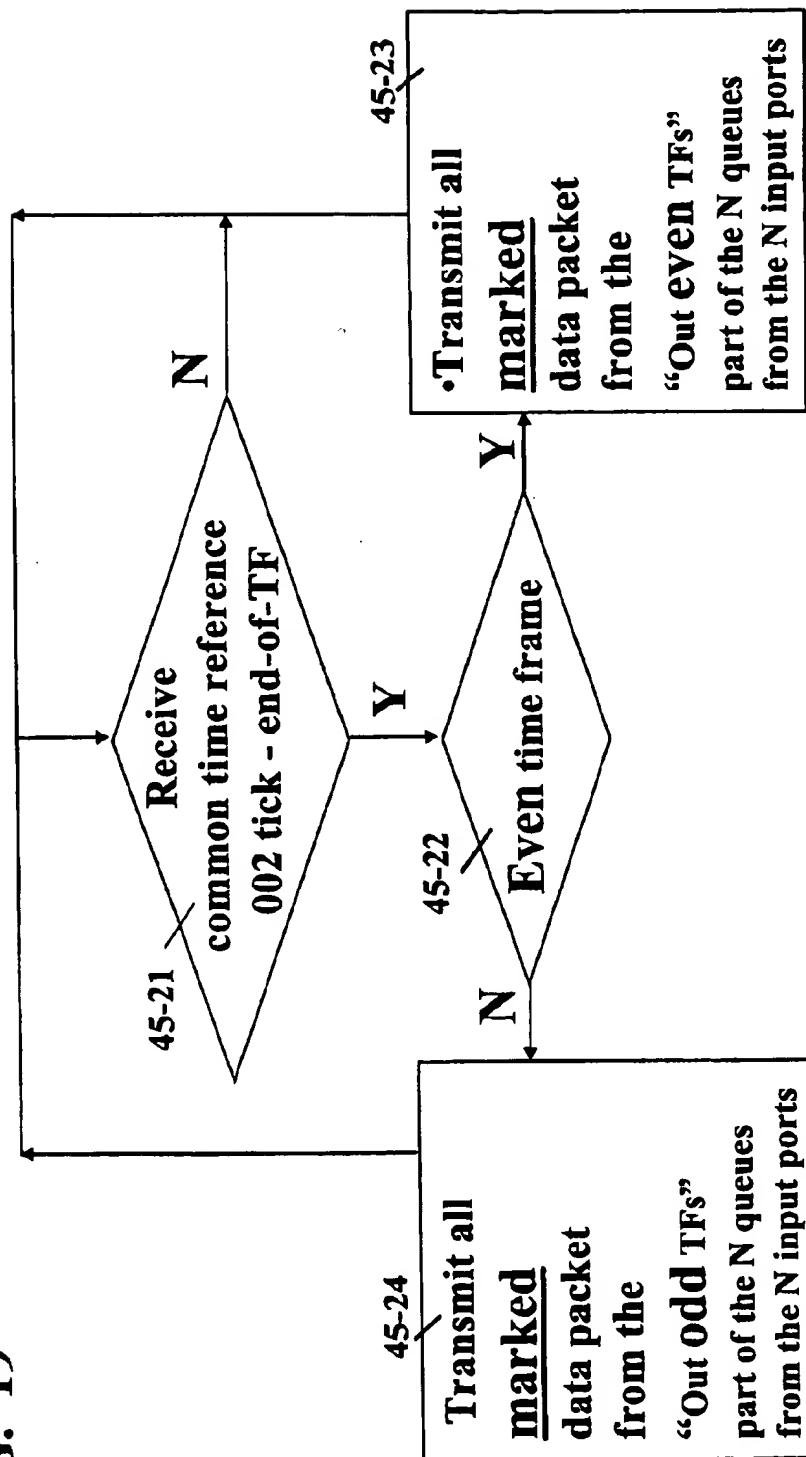 45-21
Receive
common time reference
002 tick - end-of-TF
N
Y
45-22
Even time frame
N
Y
45-24
Transmit all
marked
data packet
from the
“Out odd TFs”
part of the N queues
from the N input ports
45-23
•Transmit all
marked
data packet
from the
“Out even TFs”
part of the N queues
from the N input ports